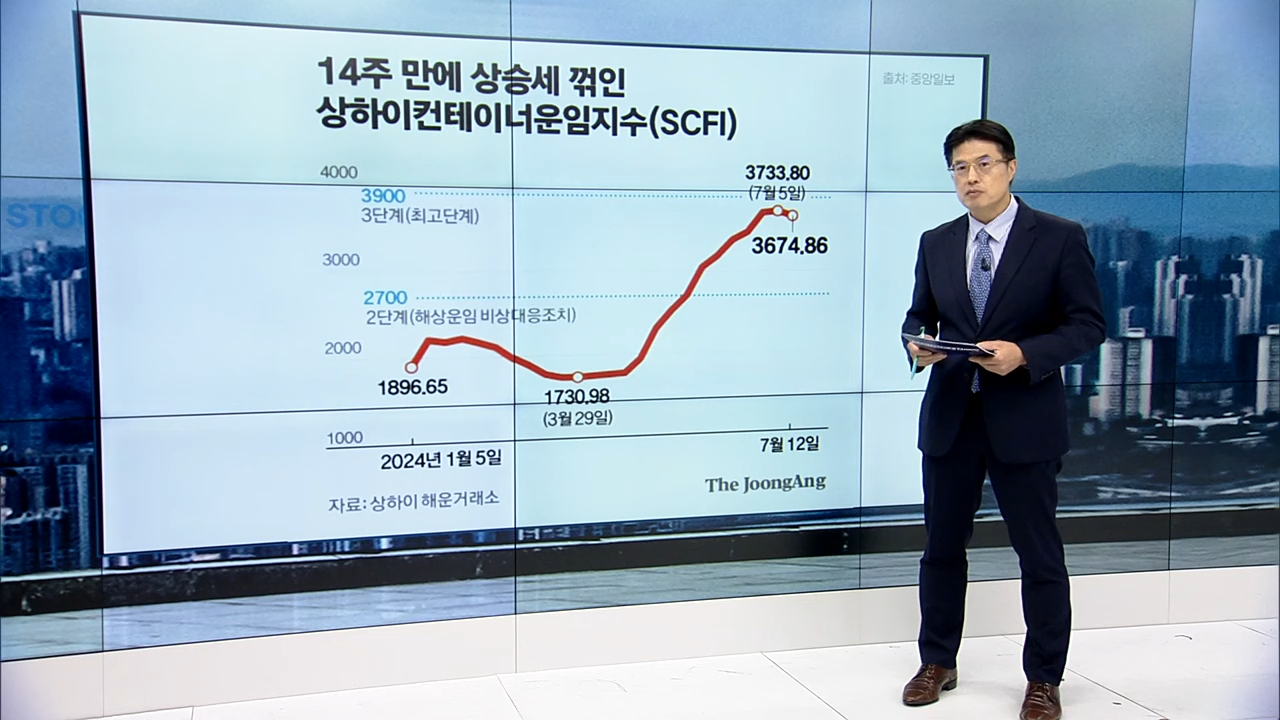 14주 만에 상승세 꺾인
상하이컨테이너운임지수(SCFI)
출처: 중앙일보
4000
3733.80
(7월 5일)
3900
3단계(최고단계)
3674.86
3000
2700
2단계(해상운임 비상대응조치)
2000
1896.65
1730.98
(3월 29일)
1000
2024년 1월 5일
7월 12일
자료: 상하이 해운거래소
The JoongAng